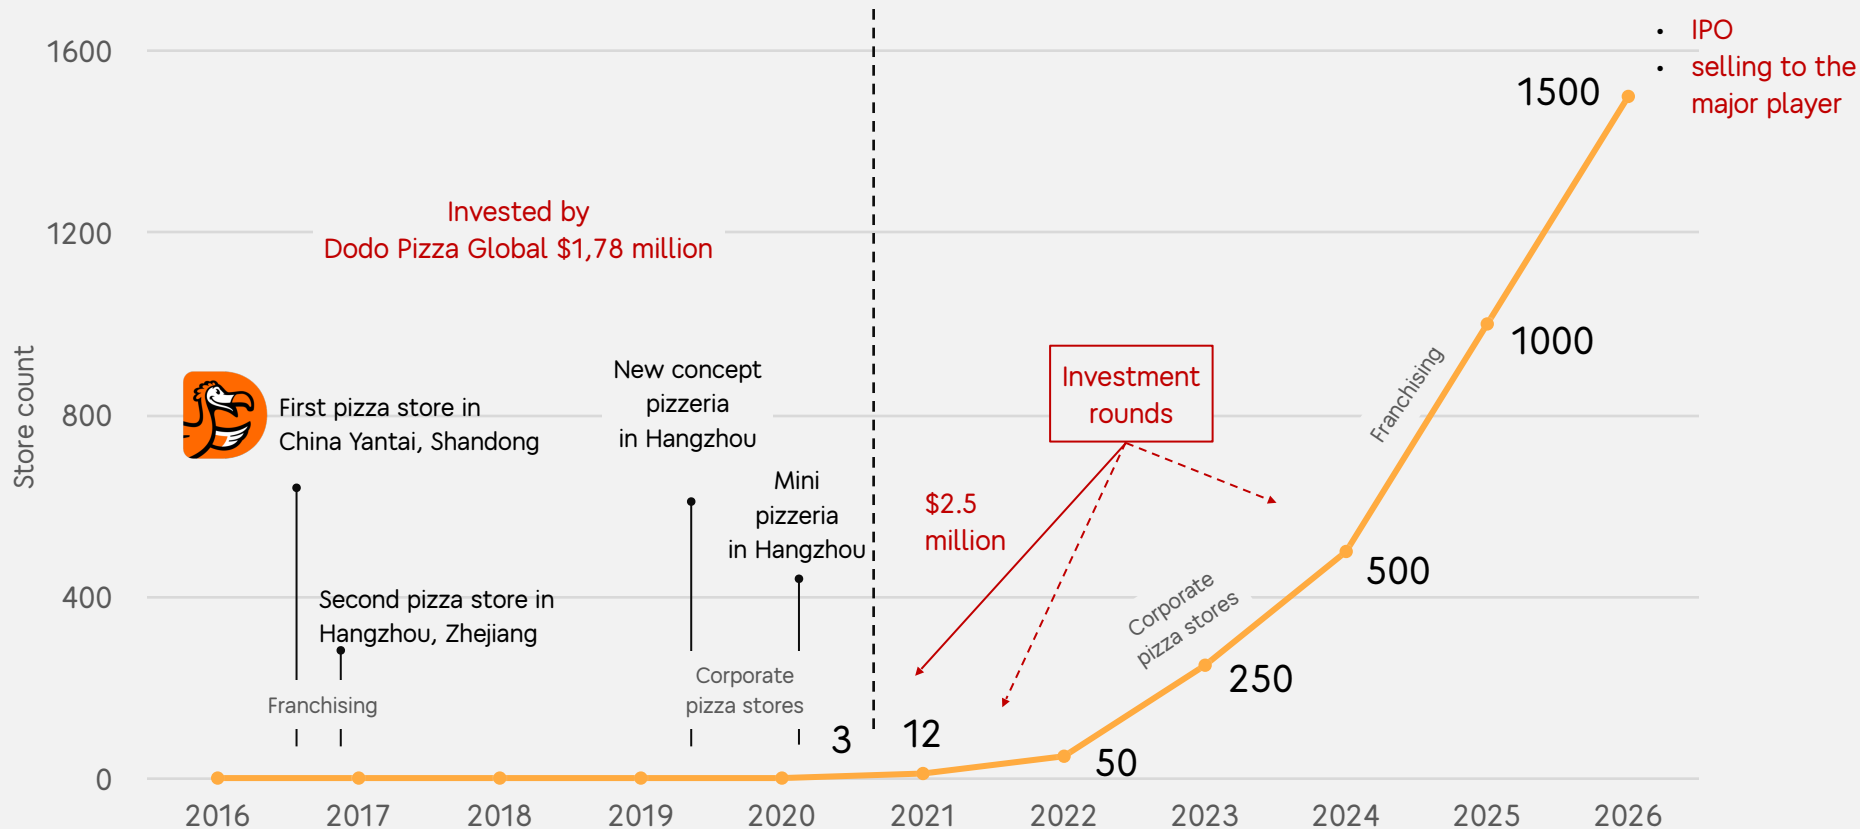 IPO
selling to the
major player
1600
1500
1200
Invested by
Dodo Pizza Global $1,78 million
Store count
1000
800
First pizza store in
China Yantai, Shandong
New concept
pizzeria
in Hangzhou
Mini
pizzeria
in Hangzhou
Investment
rounds
$2.5
million
Franchising
500
400
Second pizza store in
Hangzhou, Zhejiang
Corporate
pizza stores
250
Franchising
Corporate
pizza stores
3
12
50
0
2016
2017
2018
2019
2020
2021
2022
2023
2024
2025
2026